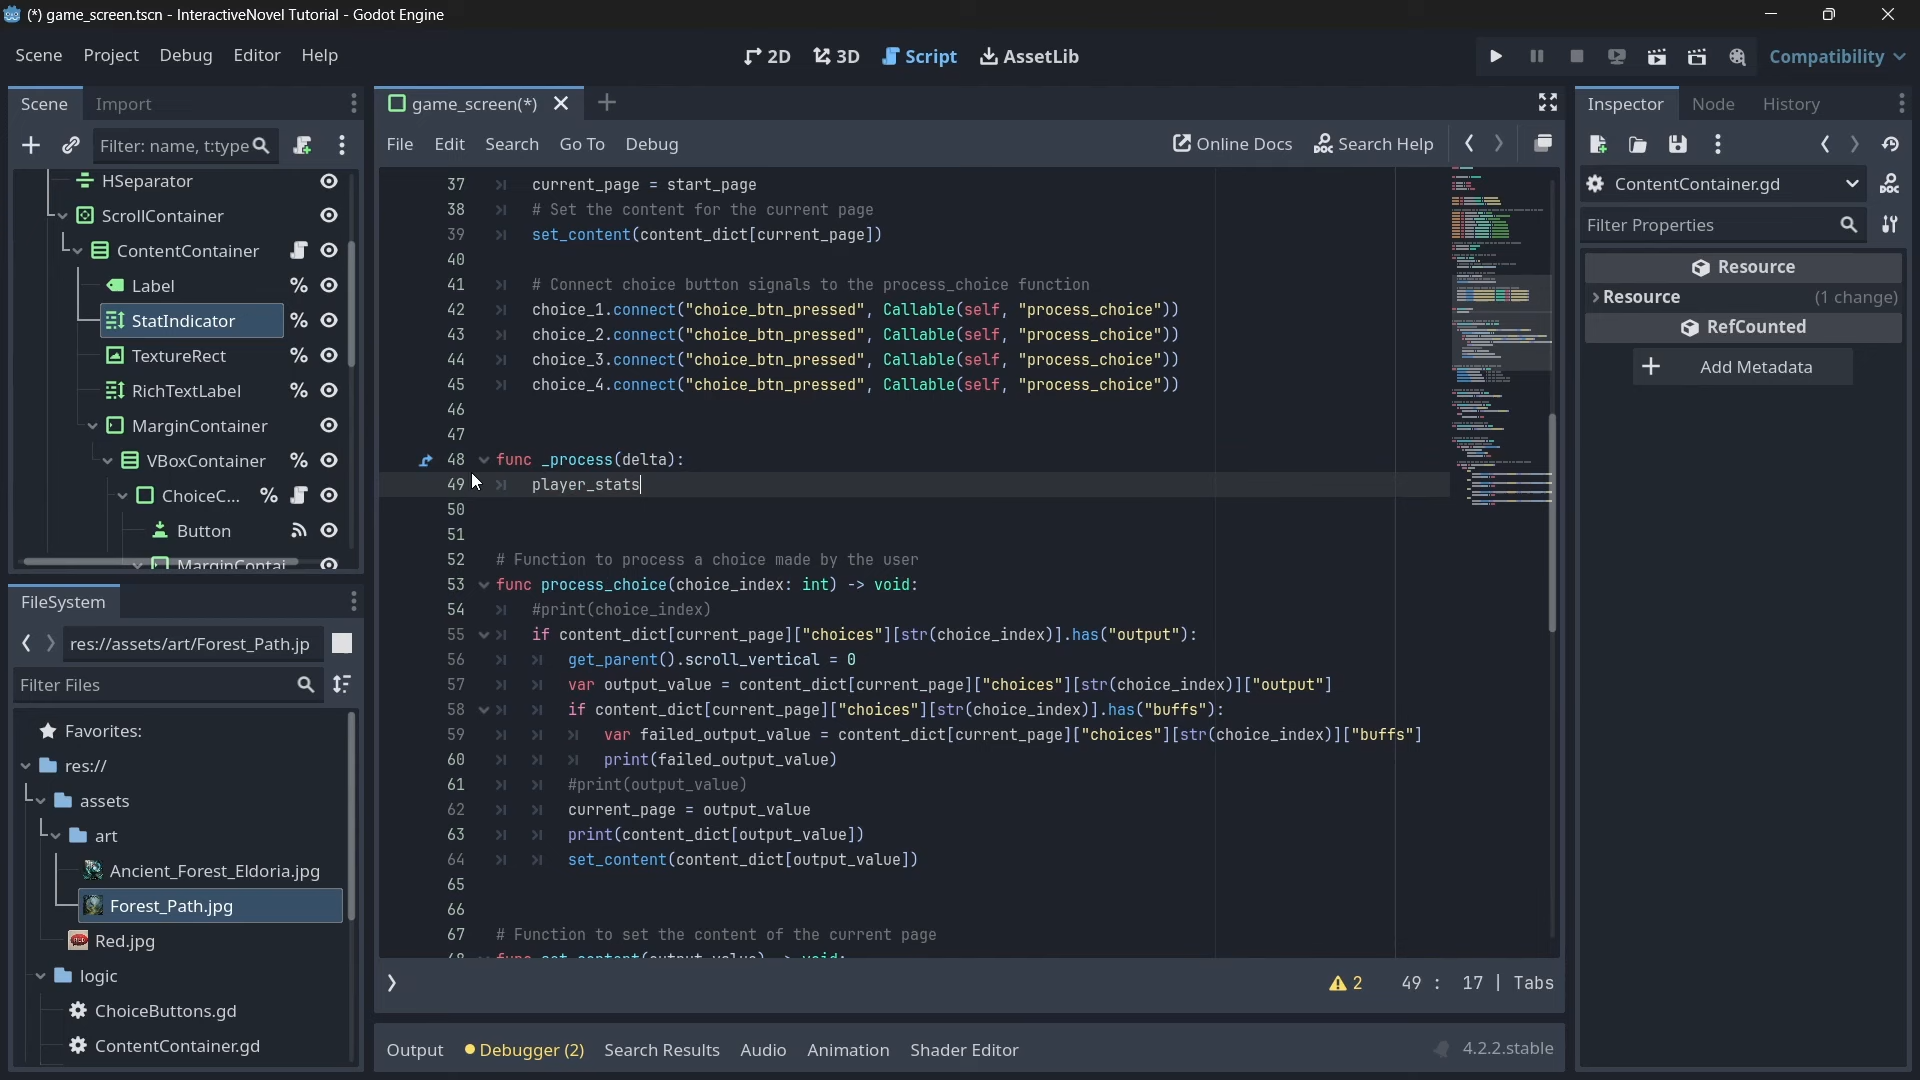 (*) game_screen.tscn - InteractiveNovel Tutorial - Godot Engine
Scene Project Debug Editor Help
2D 3D Script AssetLib
Compatibility
Scene Import
Filter: name, t:type
HSeparator
ScrollContainer
ContentContainer
Label %
StatIndicator %
TextureRect %
RichTextLabel %
MarginContainer
VBoxContainer %
ChoiceC... %
Button
MarginContai
FileSystem
res://assets/art/Forest_Path.jp
Filter Files
Favorites:
res://
assets
art
Ancient_Forest_Eldoria.jpg
Forest_Path.jpg
Red.jpg
logic
ChoiceButtons.gd
ContentContainer.gd
game_screen(*)
File Edit Search Go To Debug
Online Docs Search Help
37 current_page = start_page
38 # Set the content for the current page
39 set_content(content_dict[current_page])
40
41 # Connect choice button signals to the process_choice function
42 choice_1.connect("choice_btn_pressed", Callable(self, "process_choice"))
43 choice_2.connect("choice_btn_pressed", Callable(self, "process_choice"))
44 choice_3.connect("choice_btn_pressed", Callable(self, "process_choice"))
45 choice_4.connect("choice_btn_pressed", Callable(self, "process_choice"))
46
47
48 func _process(delta):
49 player_stats
50
51
52 # Function to process a choice made by the user
53 func process_choice(choice_index: int) -> void:
54 #print(choice_index)
55 if content_dict[current_page]["choices"][str(choice_index)].has("output"):
56 get_parent().scroll_vertical = 0
57 var output_value = content_dict[current_page]["choices"][str(choice_index)]["output"]
58 if content_dict[current_page]["choices"][str(choice_index)].has("buffs"):
59 var failed_output_value = content_dict[current_page]["choices"][str(choice_index)]["buffs"]
60 print(failed_output_value)
61 #print(output_value)
62 current_page = output_value
63 print(content_dict[output_value])
64 set_content(content_dict[output_value])
65
66
67 # Function to set the content of the current page
2 49 : 17 | Tabs
Output Debugger (2) Search Results Audio Animation Shader Editor 4.2.2.stable
Inspector Node History
ContentContainer.gd
Filter Properties
Resource
Resource (1 change)
RefCounted
Add Metadata